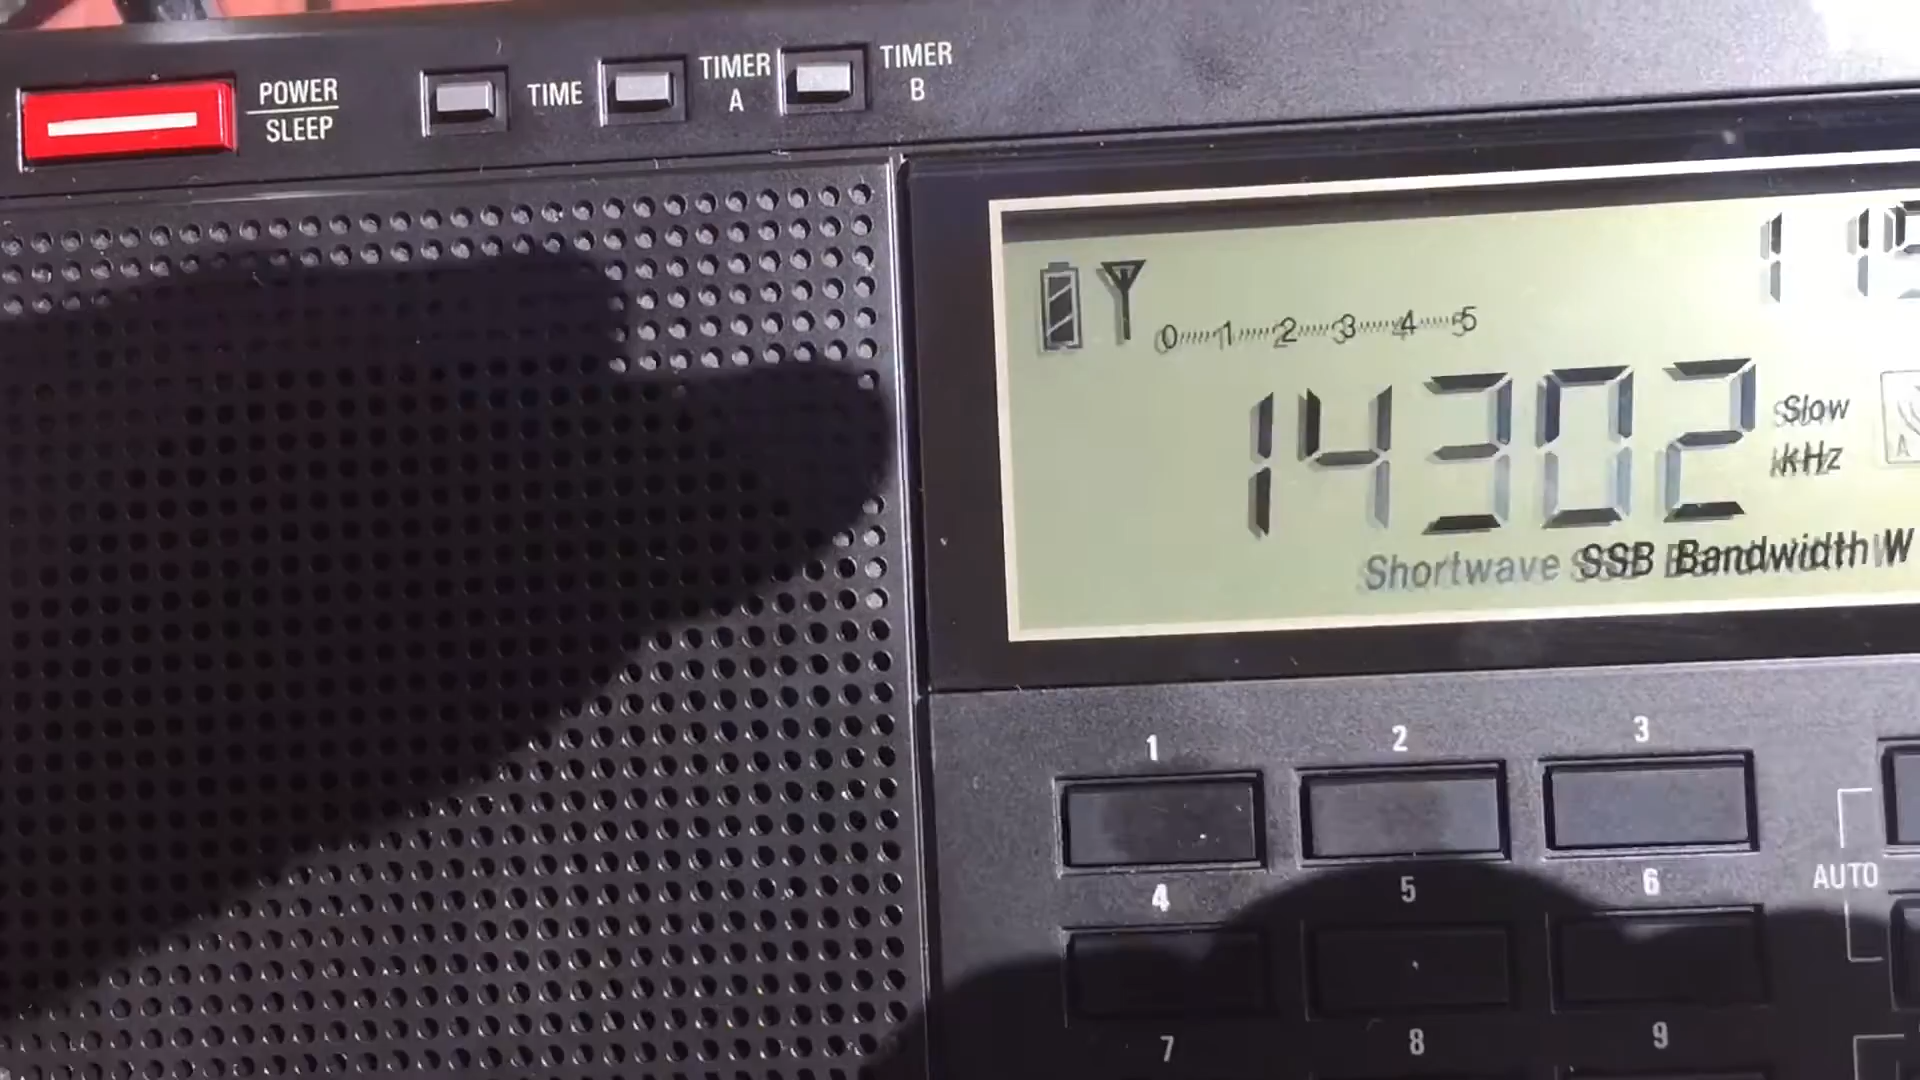 POWER
SLEEP
TIME
TIMER
A
TIMER
B
0 1 2 3 4 5
14302
Slow
kHz
A
Shortwave SSB Bandwidth W
1 2 3
4 5 6
AUTO
7 8 9